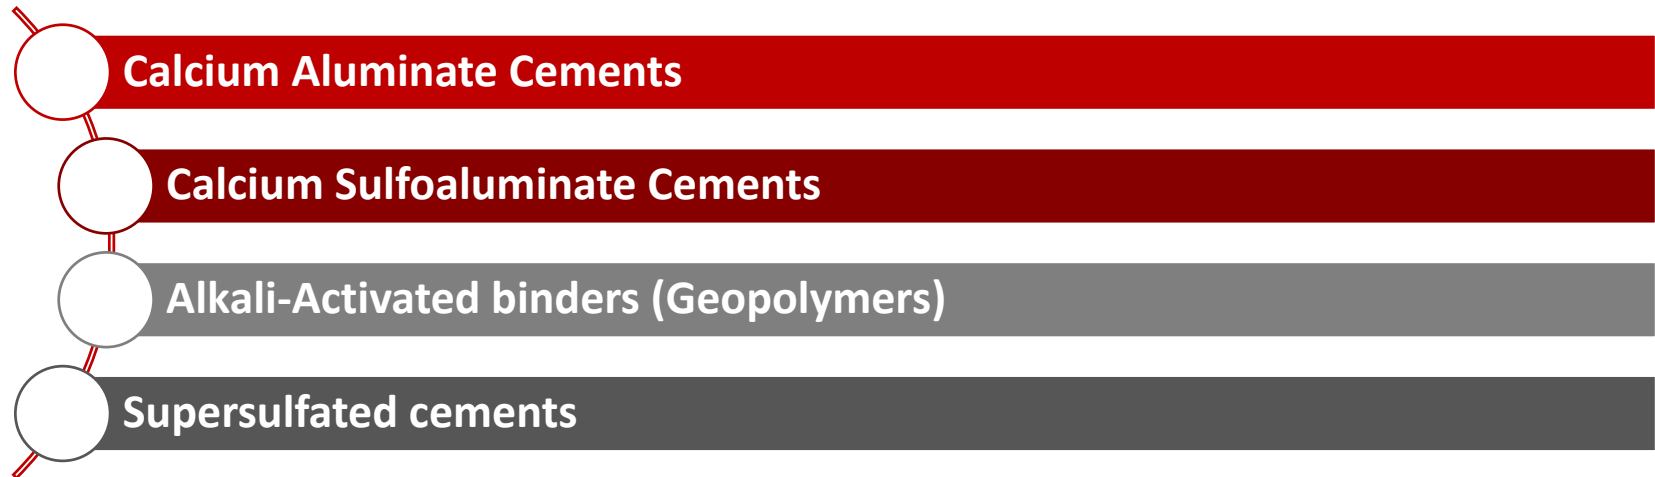 Calcium Aluminate Cements
Calcium Sulfoaluminate Cements
Alkali-Activated binders (Geopolymers)
Supersulfated cements